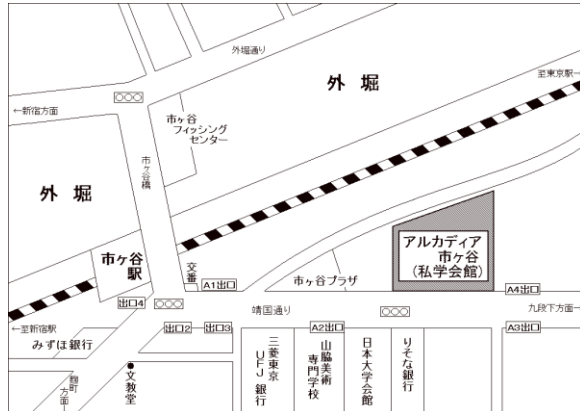 外堀通り
至東京駅→
外 堀
←新宿方面
市ヶ谷
フィッシング
センター
市ヶ谷橋
外 堀
アルカディア
市ヶ谷
(私学会館)
市ヶ谷
駅
交番
A1出口
市ヶ谷プラザ
A4出口
出口4
靖国通り
九段下方面→
←至新宿駅
出口2
出口3
A2出口
A3出口
みずほ銀行
麹町
方面
文教堂
三菱東京
UFJ 銀行
山脇美術
専門学校
日本大学会館
りそな銀行